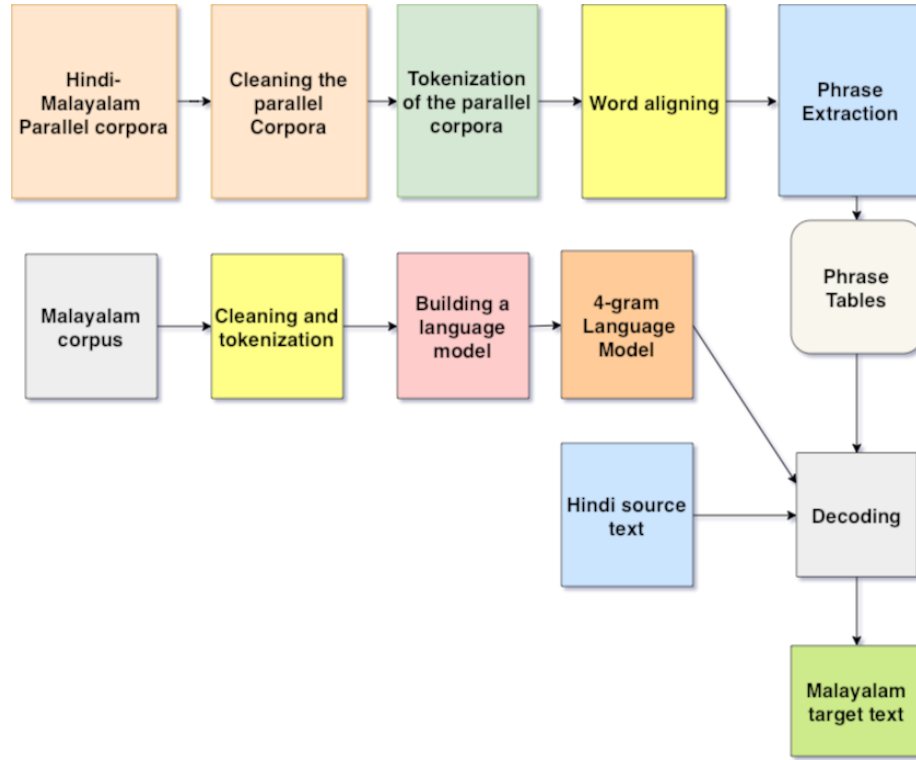 Hindi-
Malayalam
Parallel corpora
Cleaning the
parallel
Corpora
Tokenization
of the parallel
corpora
Word aligning
Phrase
Extraction
Phrase
Tables
Malayalam
corpus
Cleaning and
tokenization
Building a
language
model
4-gram
Language
Model
Hindi source
text
Decoding
Malayalam
target text